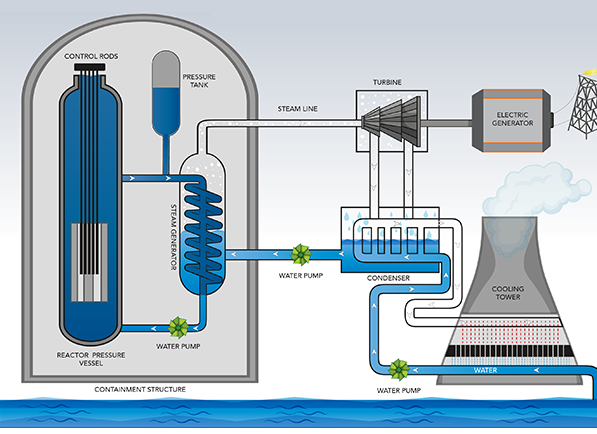 CONTROL RODS
PRESSURE
TANK
TURBINE
STEAM LINE
ELECTRIC
GENERATOR
STEAM GENERATOR
WATER PUMP
CONDENSER
COOLING
TOWER
WATER PUMP
REACTOR PRESSURE
VESSEL
WATER
WATER PUMP
CONTAINMENT STRUCTURE